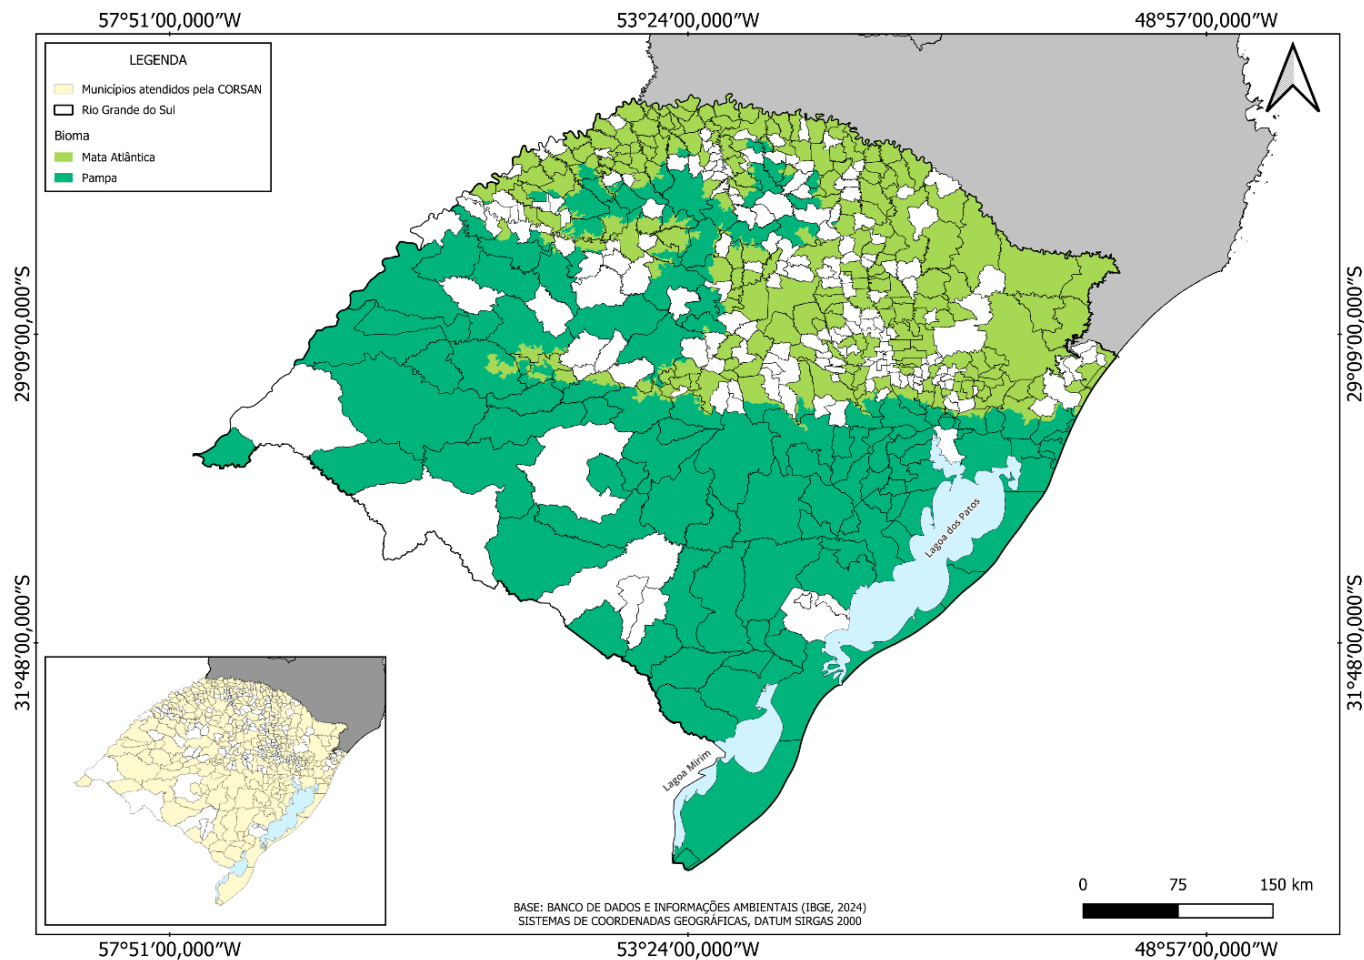 57°51′00,000″W
53°24′00,000″W
48°57′00,000″W
LEGENDA
Municípios atendidos pela CORSAN
Rio Grande do Sul
Bioma
Mata Atlântica
Pampa
29°09′00,000″S
29°09′00,000″S
Lagoa dos Patos
31°48′00,000″S
31°48′00,000″S
Lagoa Mirim
0
75
150 km
BASE: BANCO DE DADOS E INFORMAÇÕES AMBIENTAIS (IBGE, 2024)
SISTEMAS DE COORDENADAS GEOGRÁFICAS, DATUM SIRGAS 2000
57°51′00,000″W
53°24′00,000″W
48°57′00,000″W